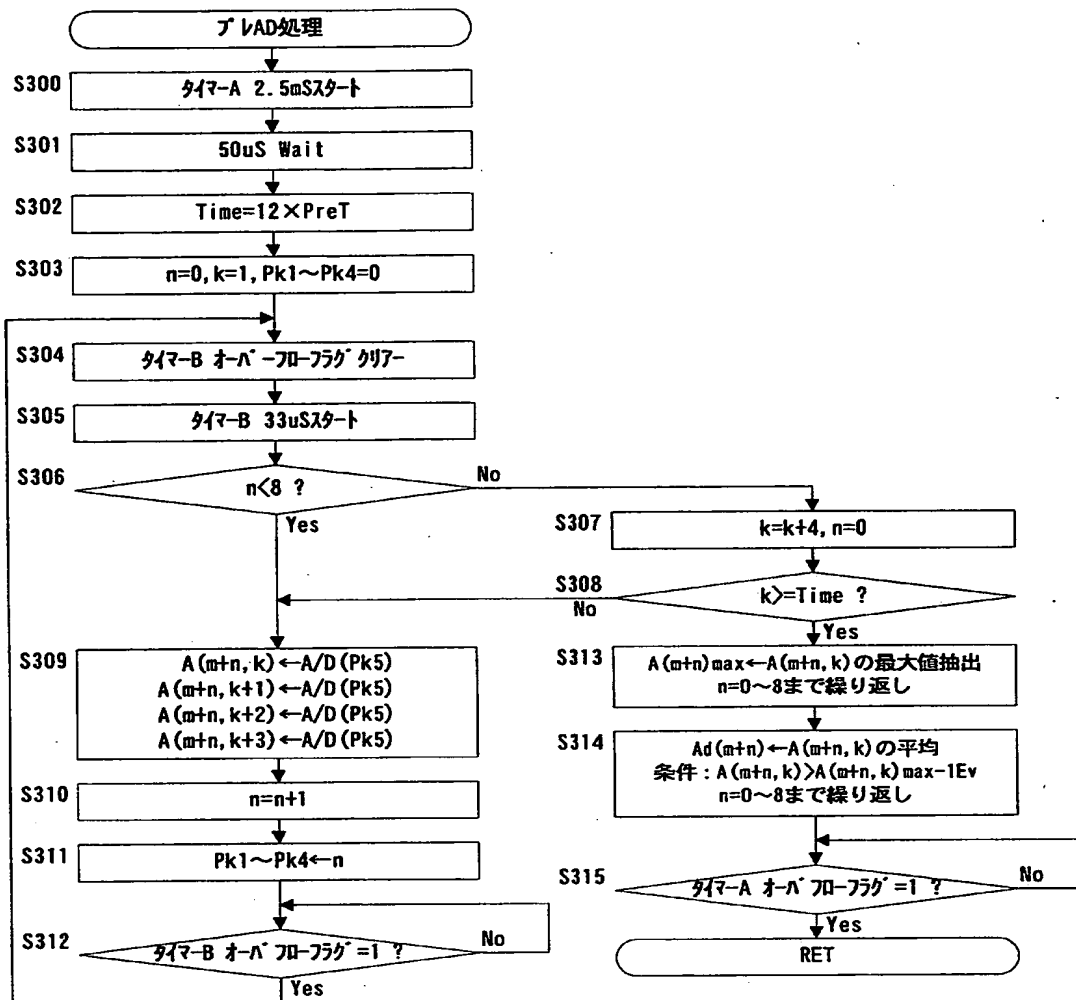 プレAD処理
S300
タイマーA 2.5mSスタート
S301
50uS Wait
S302
Time=12×PreT
S303
n=0,k=1,Pk1～Pk4=0
S304
タイマーB オーバーフローフラグクリアー
S305
タイマーB 33uSスタート
S306
n<8 ?
No
Yes
S307
k=k+4,n=0
S308
k>=Time ?
No
Yes
S309
A(m+n,k)←A/D(Pk5)
A(m+n,k+1)←A/D(Pk5)
A(m+n,k+2)←A/D(Pk5)
A(m+n,k+3)←A/D(Pk5)
S310
n=n+1
S311
Pk1～Pk4←n
S312
タイマーB オーバフローフラグ=1 ?
No
Yes
S313
A(m+n)max←A(m+n,k)の最大値抽出
n=0～8まで繰り返し
S314
Ad(m+n)←A(m+n,k)の平均
条件：A(m+n,k)>A(m+n,k)max-1Ev
n=0～8まで繰り返し
S315
タイマーA オーバフローフラグ=1 ?
No
Yes
RET